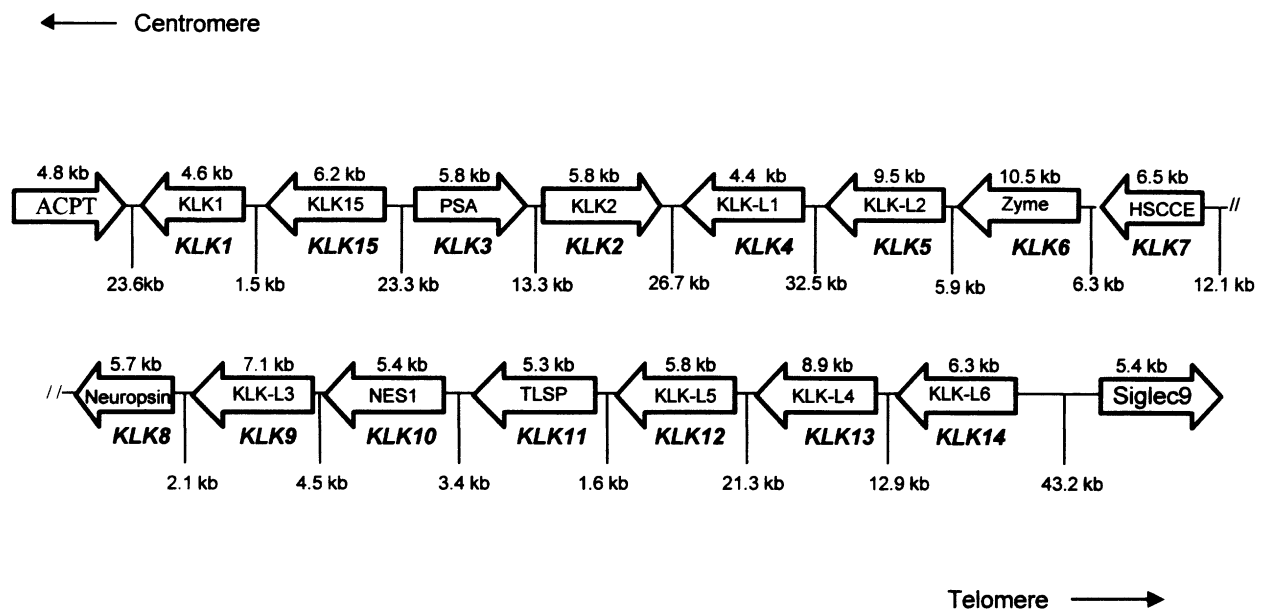 Centromere
4.8 kb 4.6 kb 6.2 kb 5.8 kb 5.8 kb 4.4 kb 9.5 kb 10.5 kb 6.5 kb
ACPT KLK1 KLK15 PSA KLK2 KLK-L1 KLK-L2 Zyme HSCCE //
KLK1 KLK15 KLK3 KLK2 KLK4 KLK5 KLK6 KLK7
23.6kb 1.5 kb 23.3 kb 13.3 kb 26.7 kb 32.5 kb 5.9 kb 6.3 kb 12.1 kb
5.7 kb 7.1 kb 5.4 kb 5.3 kb 5.8 kb 8.9 kb 6.3 kb 5.4 kb
// Neuropsin KLK-L3 NES1 TLSP KLK-L5 KLK-L4 KLK-L6 Siglec9
KLK8 KLK9 KLK10 KLK11 KLK12 KLK13 KLK14
2.1 kb 4.5 kb 3.4 kb 1.6 kb 21.3 kb 12.9 kb 43.2 kb
Telomere